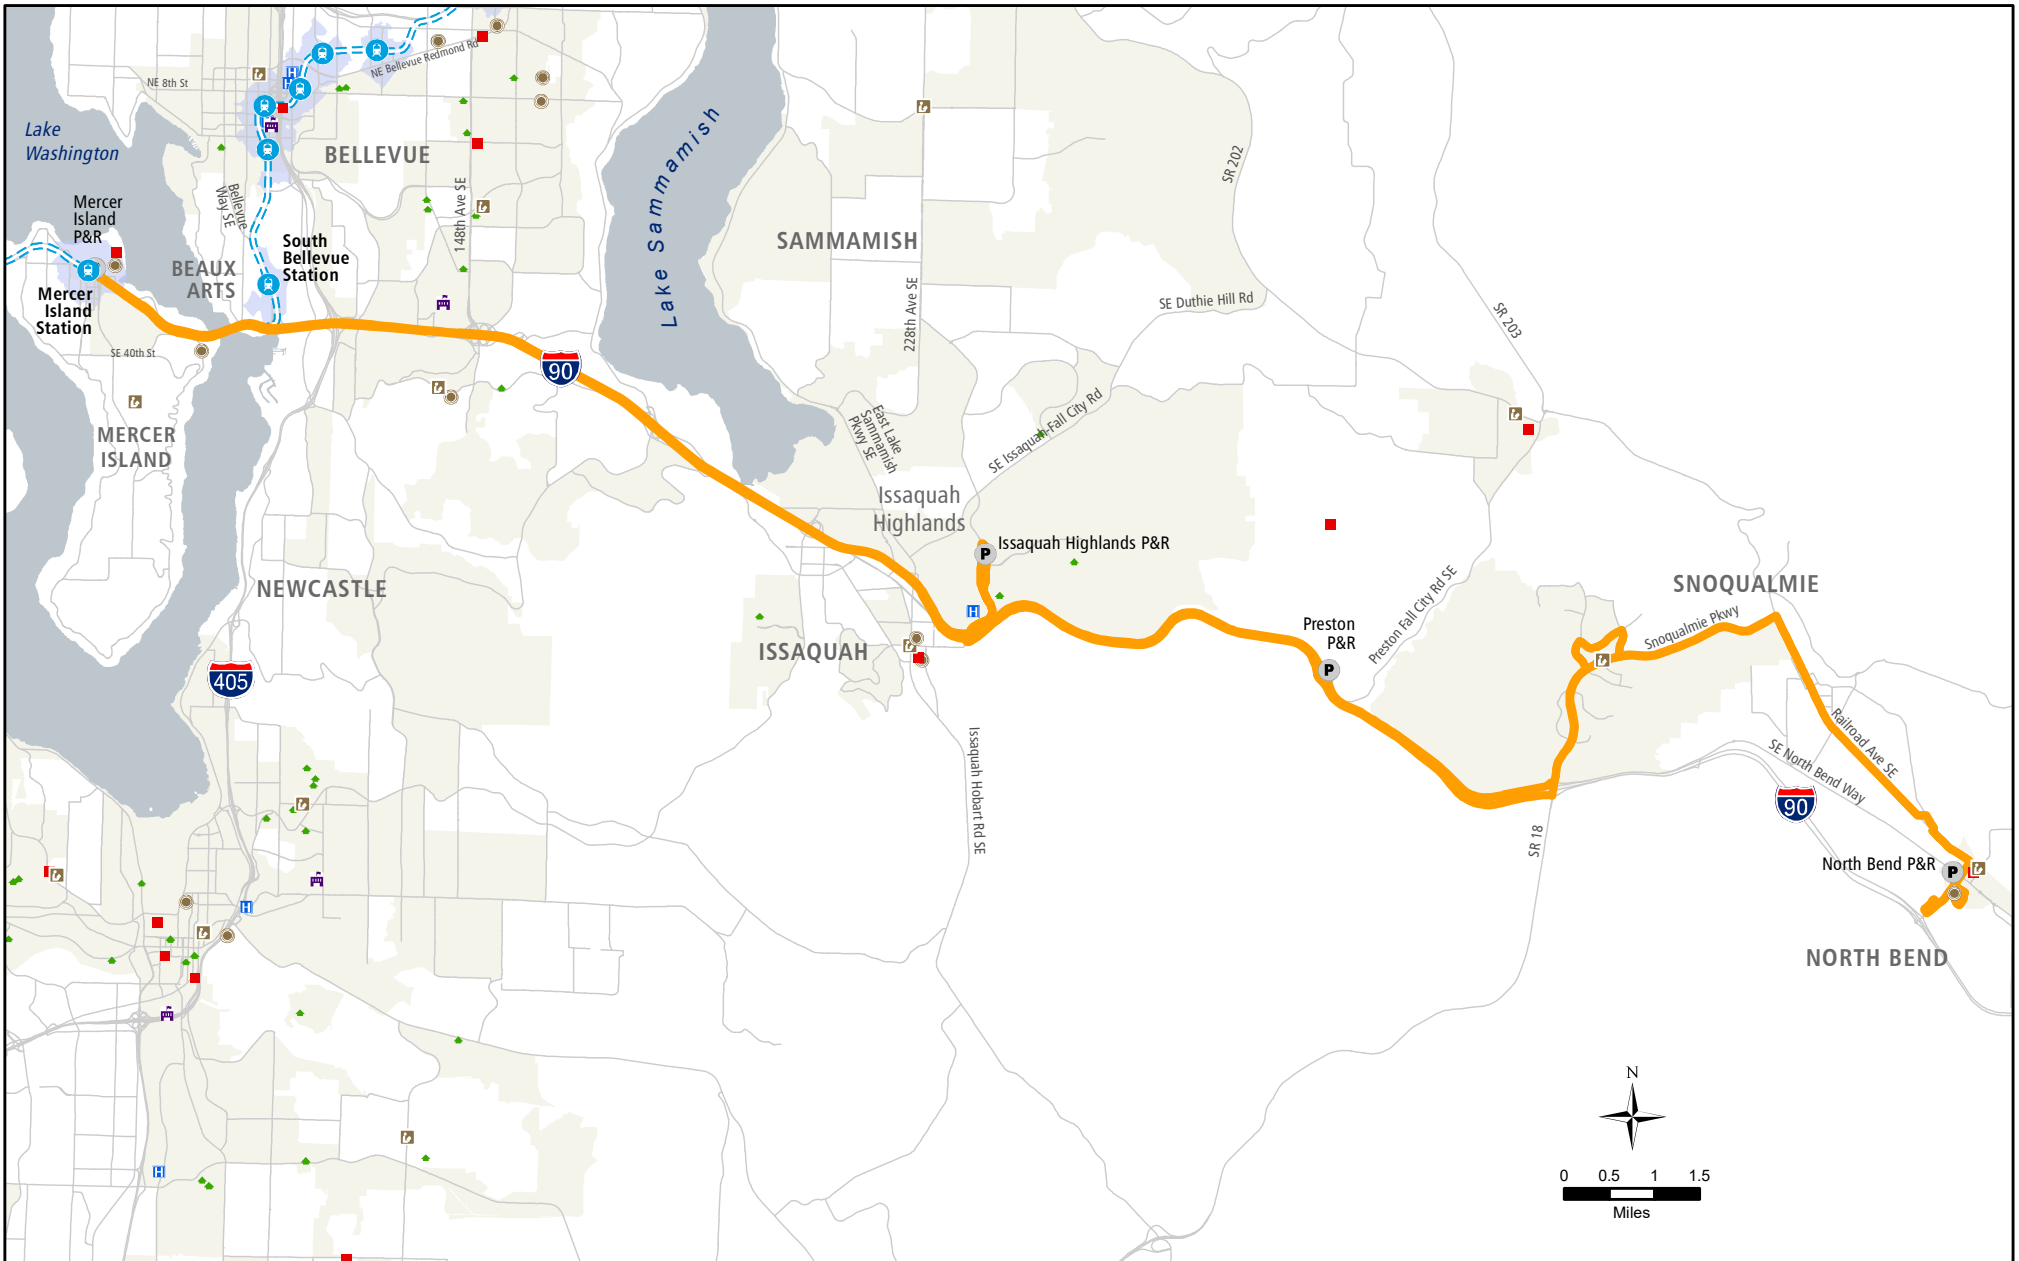 NE Bellevue Redmond Rd
NE 8th St
Lake
Washington
BELLEVUE
Lake Sammamish
SR 202
Mercer
Island
P&R
Bellevue
Way SE
148th Ave SE
South
Bellevue
Station
BEAUX
ARTS
SAMMAMISH
Mercer
Island
Station
228th Ave SE
SE Duthie Hill Rd
SR 203
SE 40th St
90
MERCER
ISLAND
East Lake
Sammamish
Pkwy SE
SE Issaquah-Fall City Rd
Issaquah
Highlands
P
Issaquah Highlands P&R
H
H
H
NEWCASTLE
ISSAQUAH
Preston
P&R
P
Preston Fall City Rd SE
SNOQUALMIE
Snoqualmie Pkwy
405
Issaquah Hobart Rd SE
Railroad Ave SE
SE North Bend Way
90
SR 18
North Bend P&R
P
H
NORTH BEND
N
H
0 0.5 1 1.5
Miles